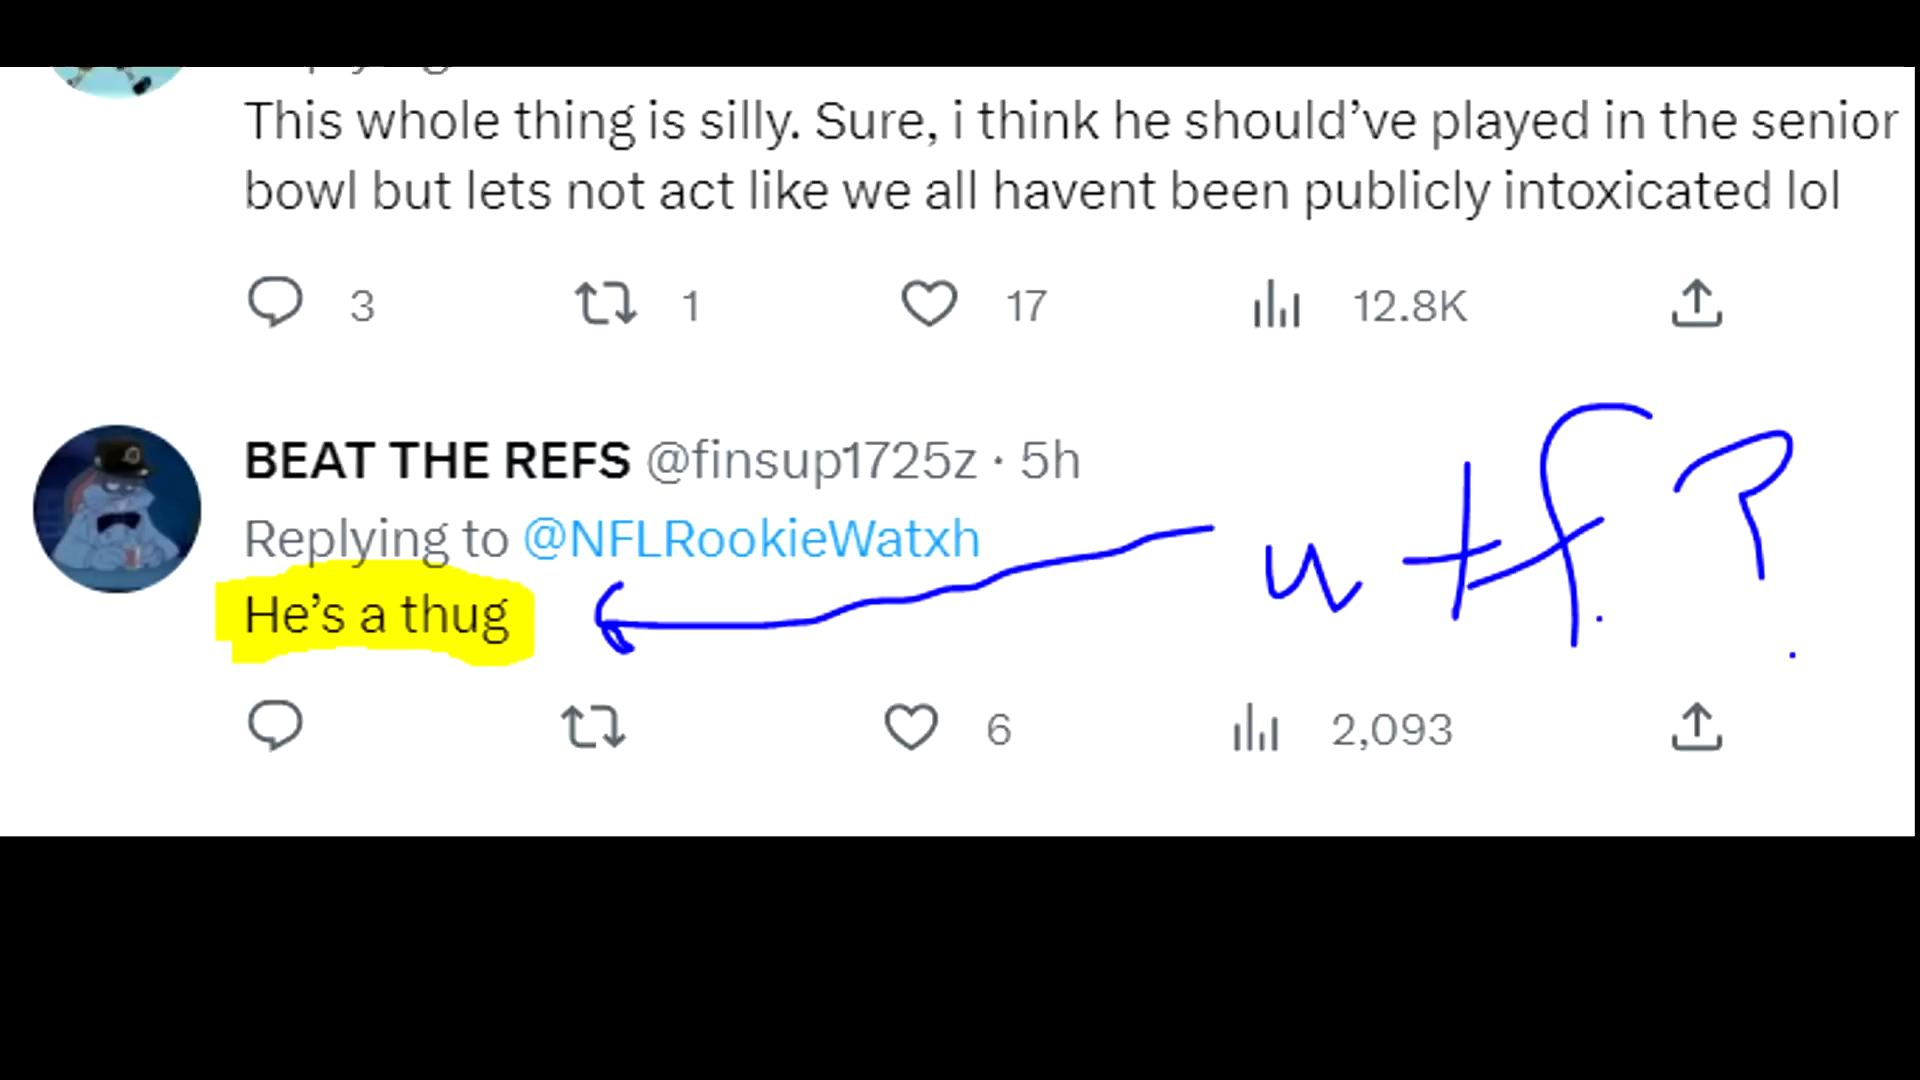 This whole thing is silly. Sure, i think he should’ve played in the senior
bowl but lets not act like we all havent been publicly intoxicated lol
3 1 17 12.8K
BEAT THE REFS @finsup1725z · 5h
Replying to @NFLRookieWatxh
He’s a thug
wtf?
6 2,093